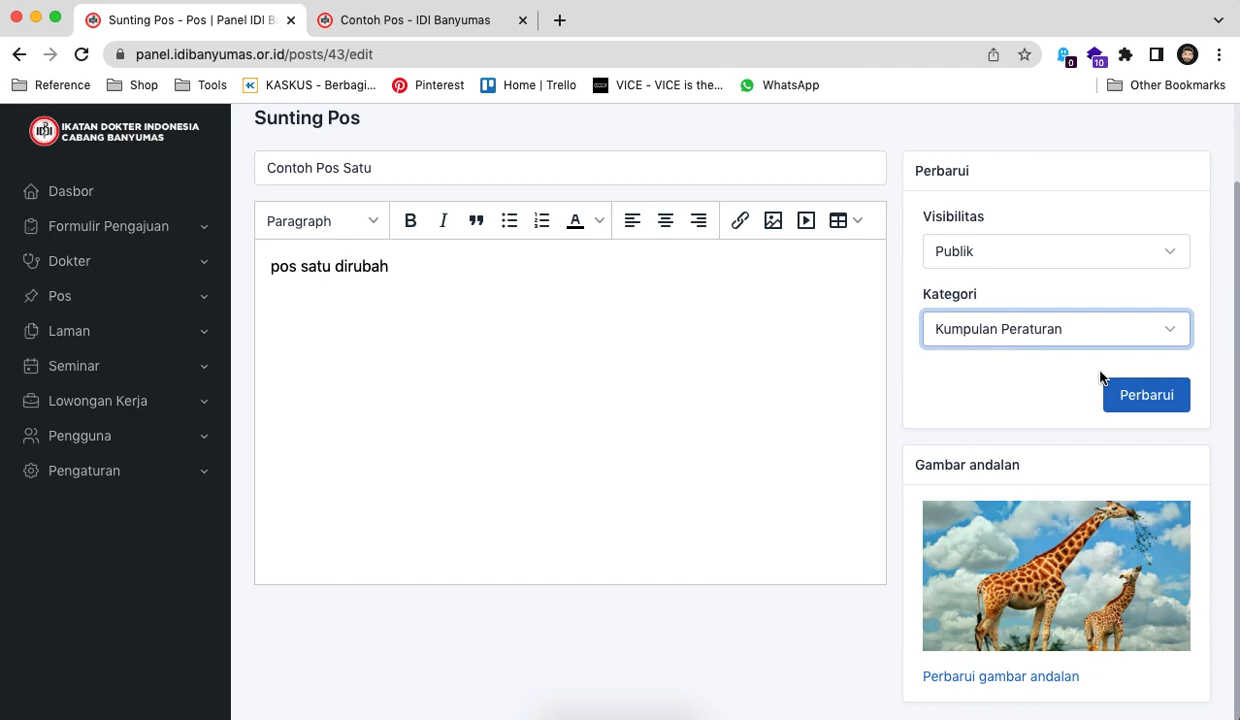 Sunting Pos - Pos | Panel IDI B
Contoh Pos - IDI Banyumas
panel.idibanyumas.or.id/posts/43/edit
0
10
Reference
Shop
Tools
KASKUS - Berbagi...
Pinterest
Home | Trello
VICE - VICE is the...
WhatsApp
Other Bookmarks
IDI
IKATAN DOKTER INDONESIA
CABANG BANYUMAS
Dasbor
Formulir Pengajuan
Dokter
Pos
Laman
Seminar
Lowongan Kerja
Pengguna
Pengaturan
Sunting Pos
Contoh Pos Satu
Paragraph
B
I
A
pos satu dirubah
Perbarui
Visibilitas
Publik
Kategori
Kumpulan Peraturan
Perbarui
Gambar andalan
Perbarui gambar andalan